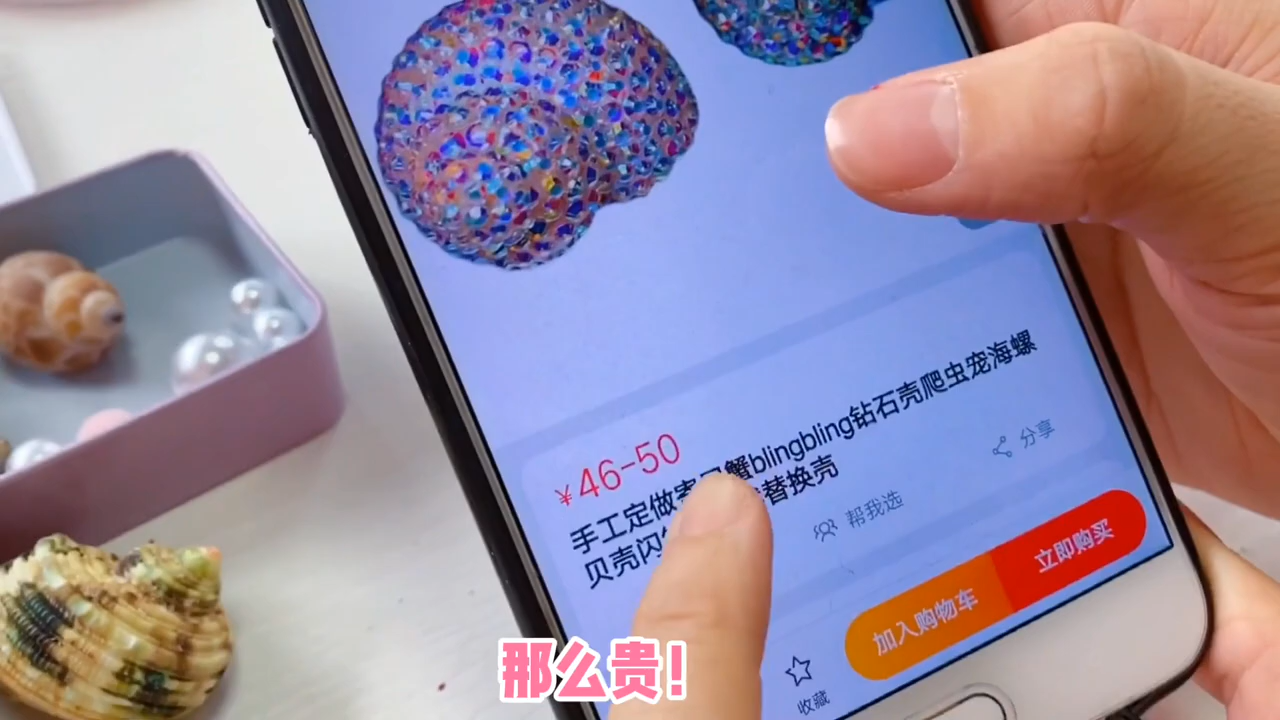 ¥46-50
手工定做寄 蟹blingbling钻石壳爬虫宠海螺
贝壳闪 替换壳
帮我选
分享
收藏
加入购物车
立即购买
那么贵！